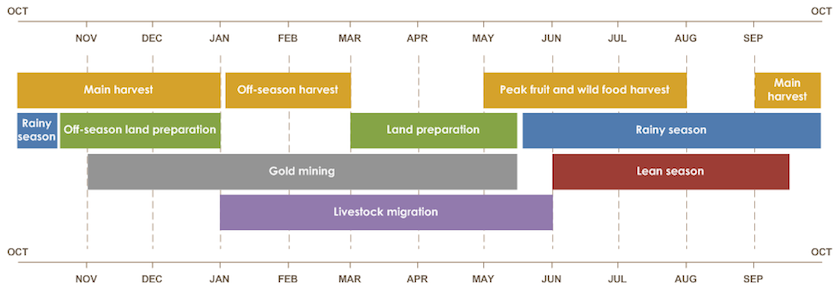 OCT OCT
NOV DEC JAN FEB MAR APR MAY JUN JUL AUG SEP
Main harvest Off-season harvest Peak fruit and wild food harvest Main
harvest
Rainy
season Off-season land preparation Land preparation Rainy season
Gold mining Lean season
Livestock migration
OCT OCT
NOV DEC JAN FEB MAR APR MAY JUN JUL AUG SEP